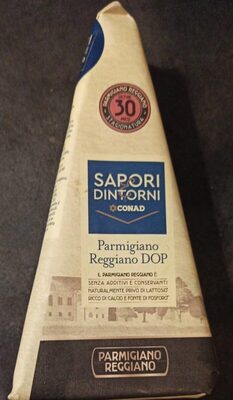 PARMIGIANO REGGIANO
30
MESI
STAGIONATURA
SAPORI
DINTORNI
CONAD
Parmigiano
Reggiano DOP
IL PARMIGIANO REGGIANO È
SENZA ADDITIVI E CONSERVANTI
NATURALMENTE PRIVO DI LATTOSIO*
RICCO DI CALCIO E FONTE DI FOSFORO*
PARMIGIANO
REGGIANO